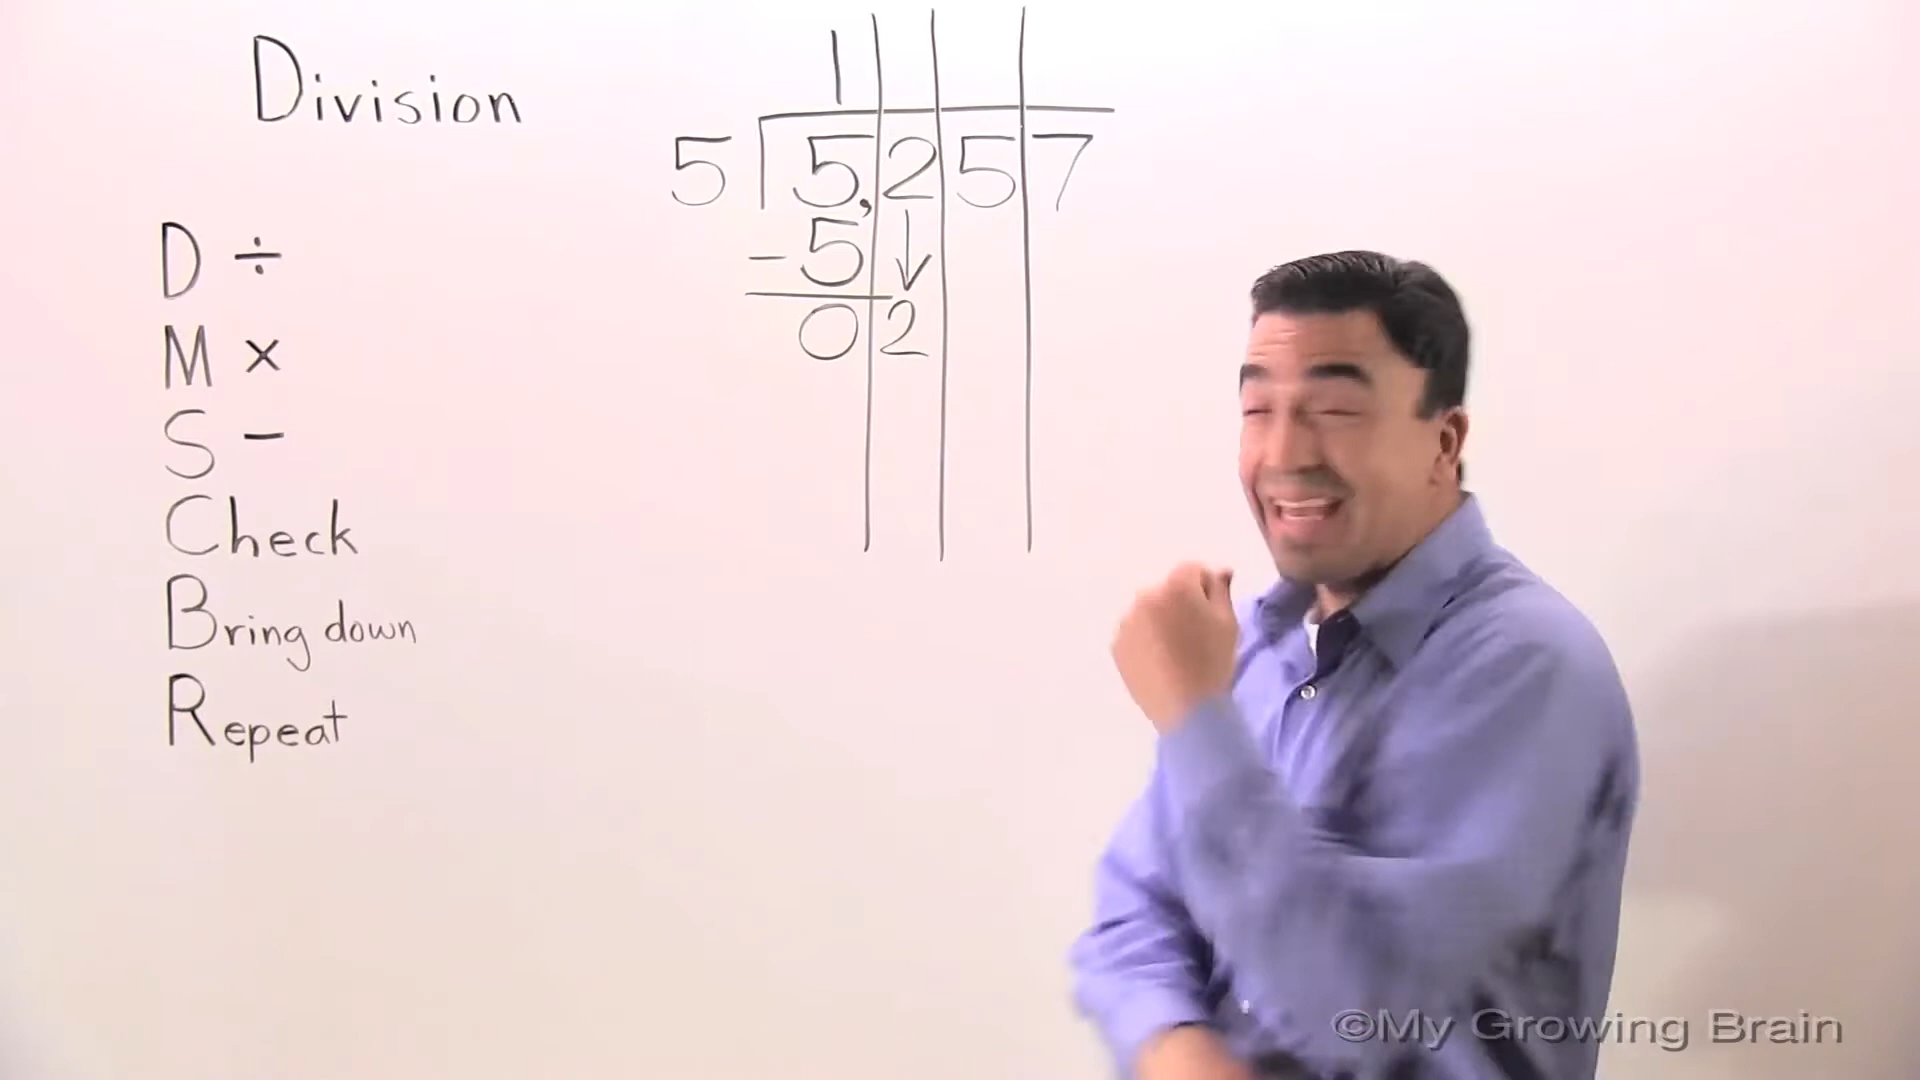 Division
D ÷
M ×
S −
Check
Bring down
Repeat
1
5 5,257
−5
02
©My Growing Brain